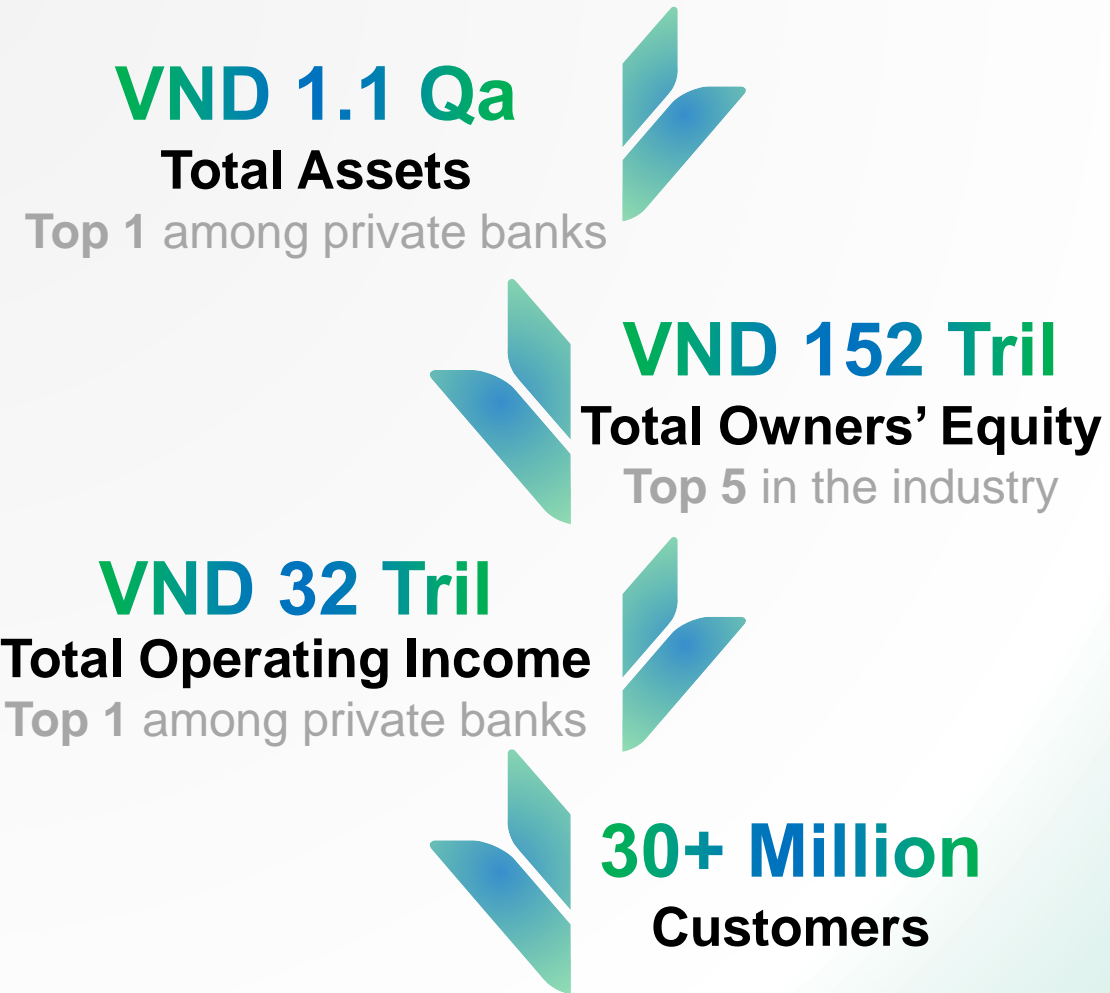 VND 1.1 Qa
Total Assets
Top 1 among private banks
VND 152 Tril
Total Owners’ Equity
Top 5 in the industry
VND 32 Tril
Total Operating Income
Top 1 among private banks
30+ Million
Customers